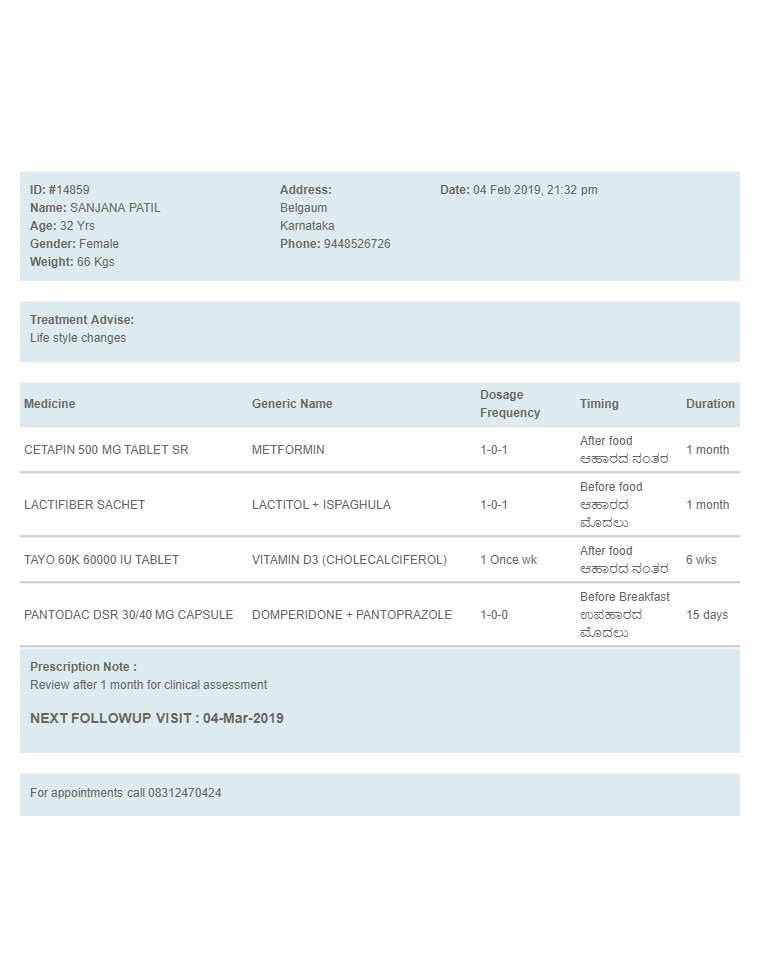 ID: #14859
Name: SANJANA PATIL
Age: 32 Yrs
Gender: Female
Weight: 66 Kgs
Address:
Belgaum
Karnataka
Phone: 9448526726
Date: 04 Feb 2019, 21:32 pm
Treatment Advise:
Life style changes
Medicine Generic Name Dosage Frequency Timing Duration
CETAPIN 500 MG TABLET SR METFORMIN 1-0-1 After food 1 month
ಆಹಾರದ ನಂತರ
LACTIFIBER SACHET LACTITOL + ISPAGHULA 1-0-1 Before food 1 month
ಆಹಾರದ
ಮೊದಲು
TAYO 60K 60000 IU TABLET VITAMIN D3 (CHOLECALCIFEROL) 1 Once wk After food 6 wks
ಆಹಾರದ ನಂತರ
PANTODAC DSR 30/40 MG CAPSULE DOMPERIDONE + PANTOPRAZOLE 1-0-0 Before Breakfast 15 days
ಉಪಹಾರದ
ಮೊದಲು
Prescription Note :
Review after 1 month for clinical assessment
NEXT FOLLOWUP VISIT : 04-Mar-2019
For appointments call 08312470424